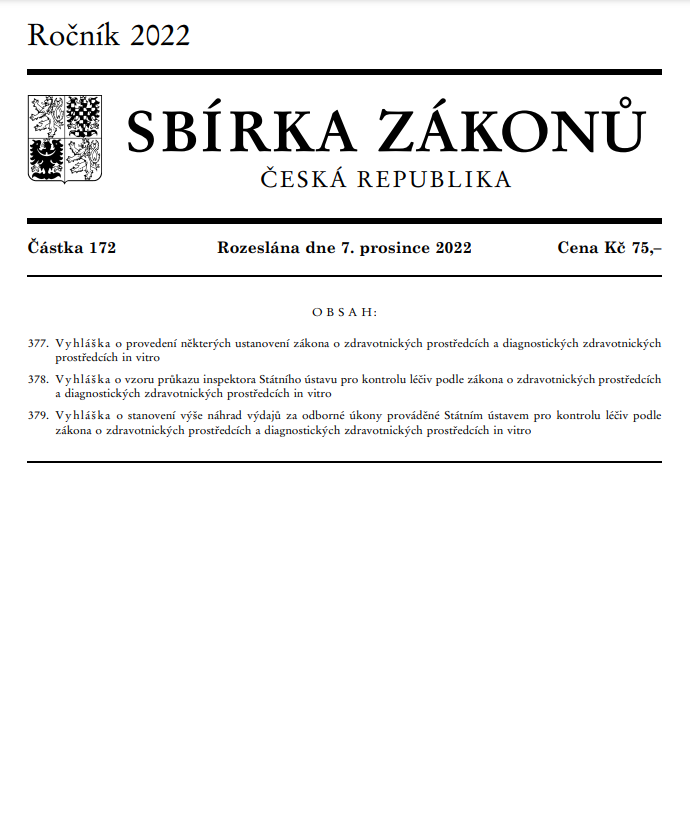 Ročník 2022
SBÍRKA ZÁKONŮ
ČESKÁ REPUBLIKA
Částka 172 Rozeslána dne 7. prosince 2022 Cena Kč 75,–
OBSAH:
377. Vyhláška o provedení některých ustanovení zákona o zdravotnických prostředcích a diagnostických zdravotnických
prostředcích in vitro
378. Vyhláška o vzoru průkazu inspektora Státního ústavu pro kontrolu léčiv podle zákona o zdravotnických prostředcích
a diagnostických zdravotnických prostředcích in vitro
379. Vyhláška o stanovení výše náhrad výdajů za odborné úkony prováděné Státním ústavem pro kontrolu léčiv podle
zákona o zdravotnických prostředcích a diagnostických zdravotnických prostředcích in vitro